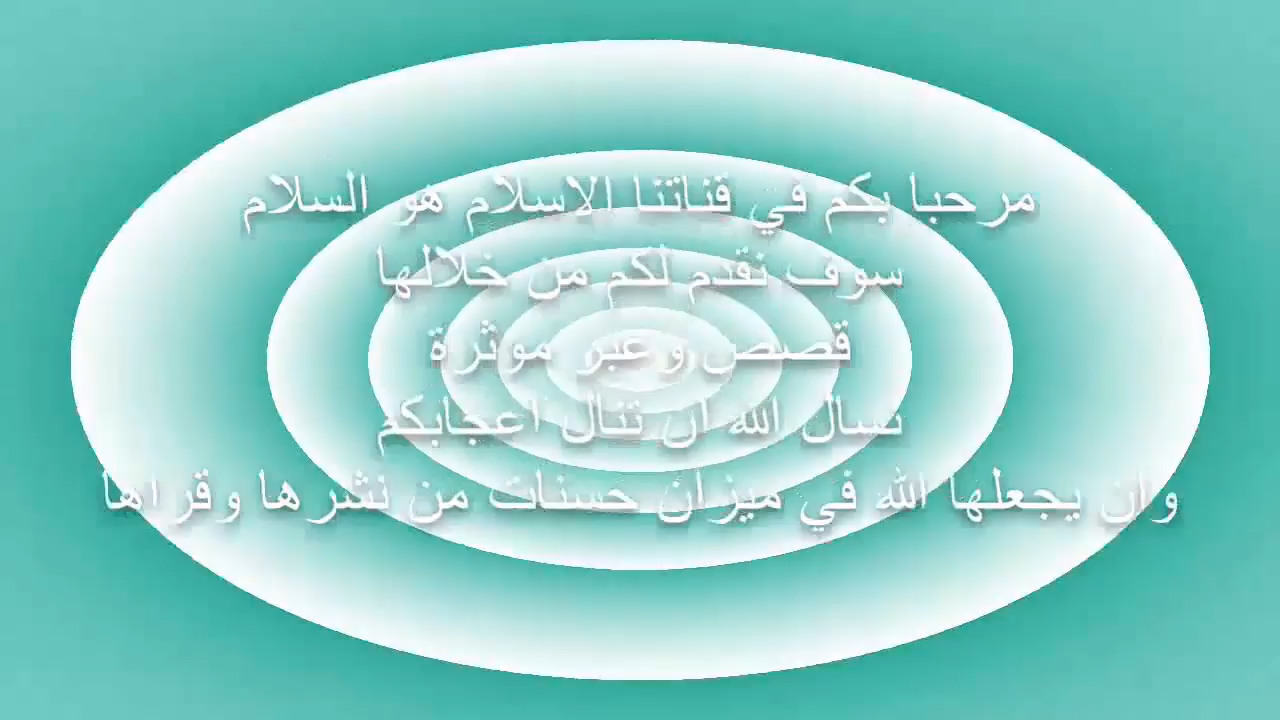 مرحبا بكم في قناتنا الاسلام هو السلام
سوف نقدم لكم من خلالها
قصص وعبر موثرة
نسال الله ان تنال اعجابكم
وان يجعلها الله في ميزان حسنات من نشرها وقراها